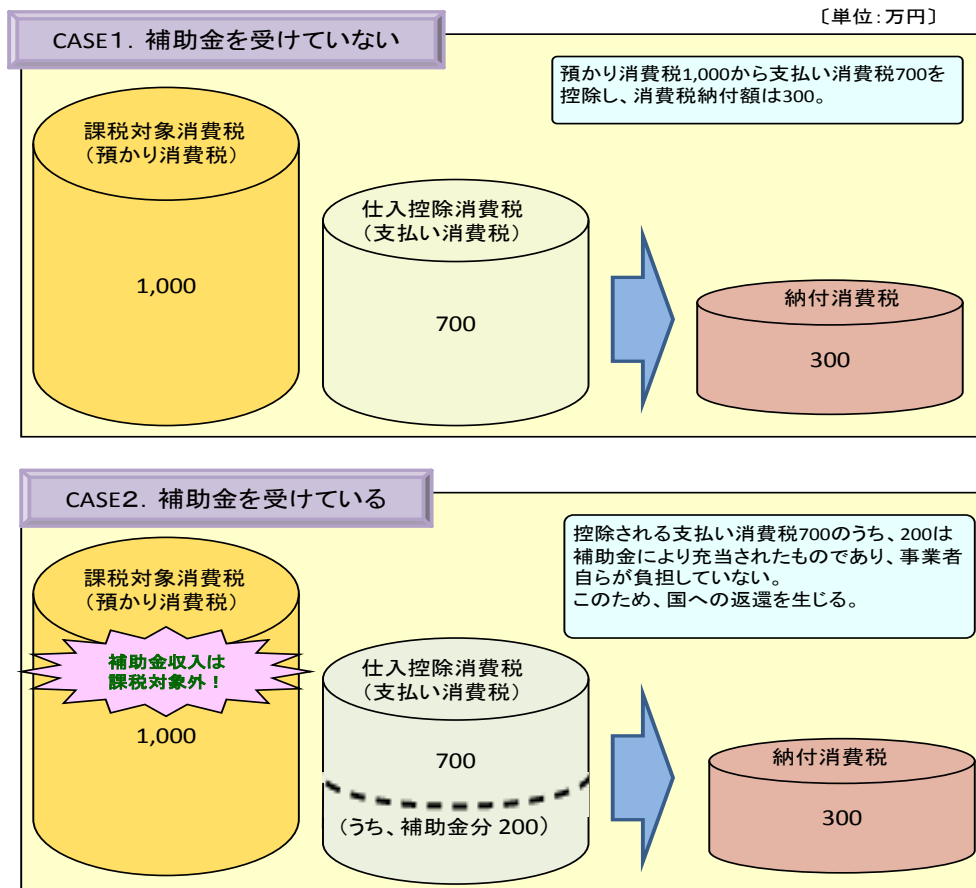 〔単位：万円〕
CASE１．補助金を受けていない
預かり消費税1,000から支払い消費税700を
控除し、消費税納付額は300。
課税対象消費税
（預かり消費税）
1,000
仕入控除消費税
（支払い消費税）
700
納付消費税
300
CASE２．補助金を受けている
控除される支払い消費税700のうち、200は
補助金により充当されたものであり、事業者
自らが負担していない。
このため、国への返還を生じる。
課税対象消費税
（預かり消費税）
補助金収入は
課税対象外！
1,000
仕入控除消費税
（支払い消費税）
700
（うち、補助金分 200）
納付消費税
300